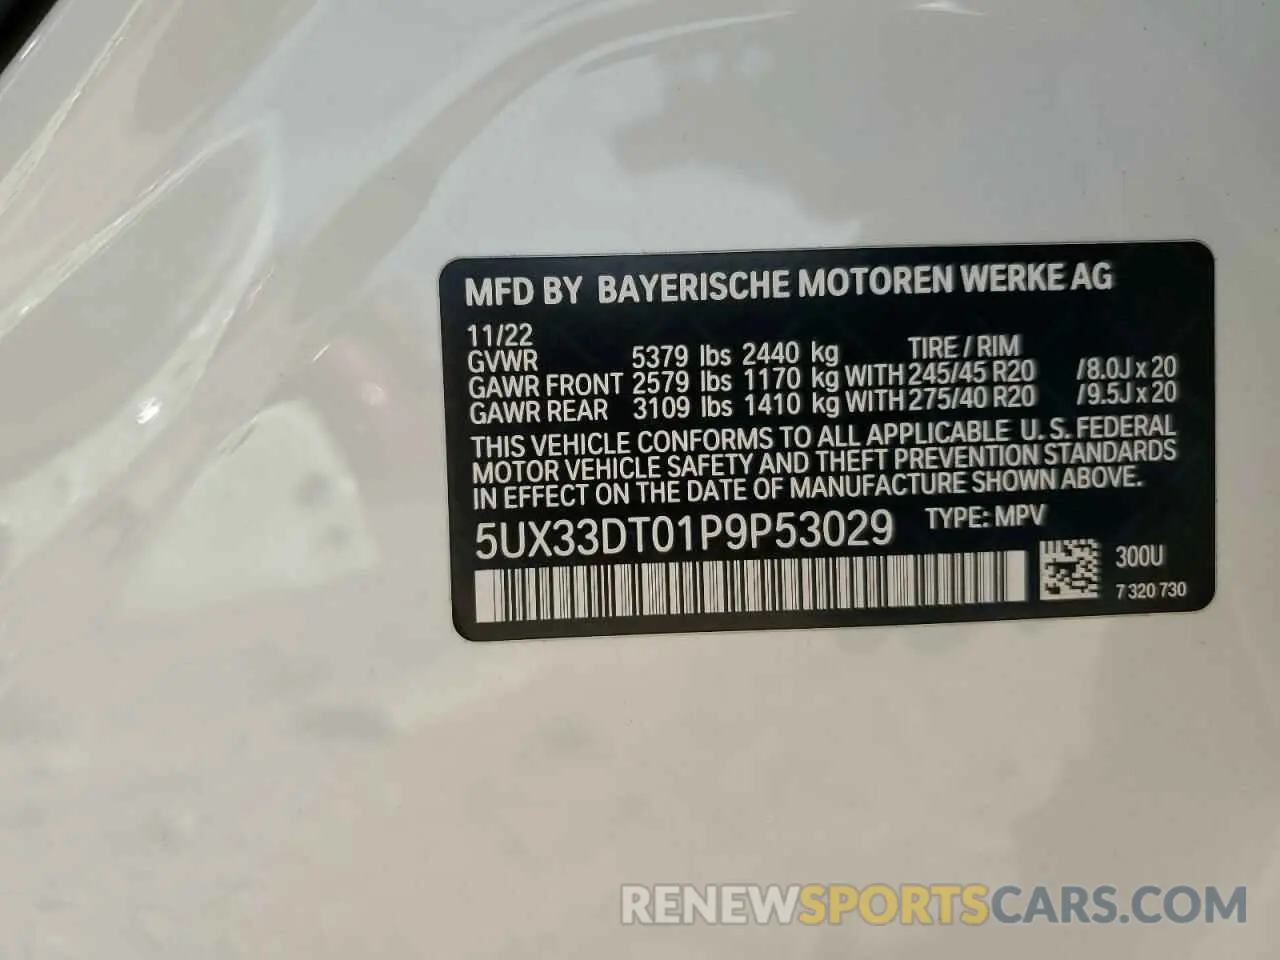 MFD BY BAYERISCHE MOTOREN WERKE AG
11/22
TIRE / RIM
GVWR 5379 lbs 2440 kg
GAWR FRONT 2579 lbs 1170 kg WITH 245/45 R20 /8.0J x 20
GAWR REAR 3109 lbs 1410 kg WITH 275/40 R20 /9.5J x 20
THIS VEHICLE CONFORMS TO ALL APPLICABLE U. S. FEDERAL
MOTOR VEHICLE SAFETY AND THEFT PREVENTION STANDARDS
IN EFFECT ON THE DATE OF MANUFACTURE SHOWN ABOVE.
5UX33DT01P9P53029 TYPE: MPV
300U
7 320 730
RENEWSPORTSCARS.COM